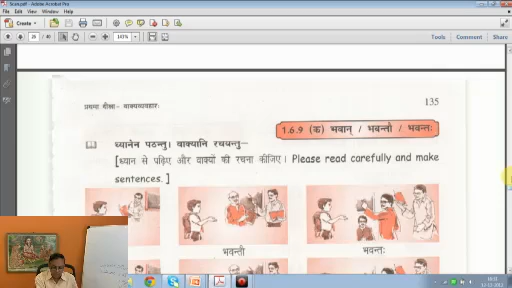 Scan.pdf - Adobe Acrobat Pro
File Edit View Window Help
Create
Tools Comment Share
141%
प्रथमा दीक्षा- वाक्यव्यवहारः
135
1.6.9 (क) भवान् / भवन्तौ / भवन्तः
ध्यानेन पठन्तु। वाक्यानि रचयन्तु–
[ध्यान से पढ़िए और वाक्यों की रचना कीजिए। Please read carefully and make
sentences.]
भवन्तौ भवन्तः